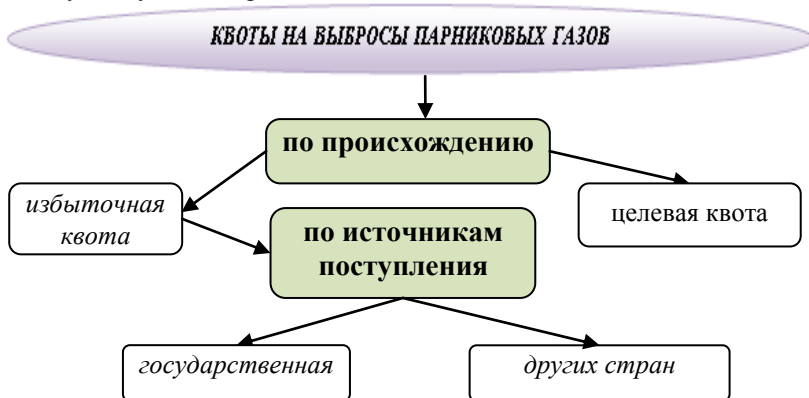 КВОТЫ НА ВЫБРОСЫ ПАРНИКОВЫХ ГАЗОВ
по происхождению
избыточная
квота
целевая квота
по источникам
поступления
государственная
других стран